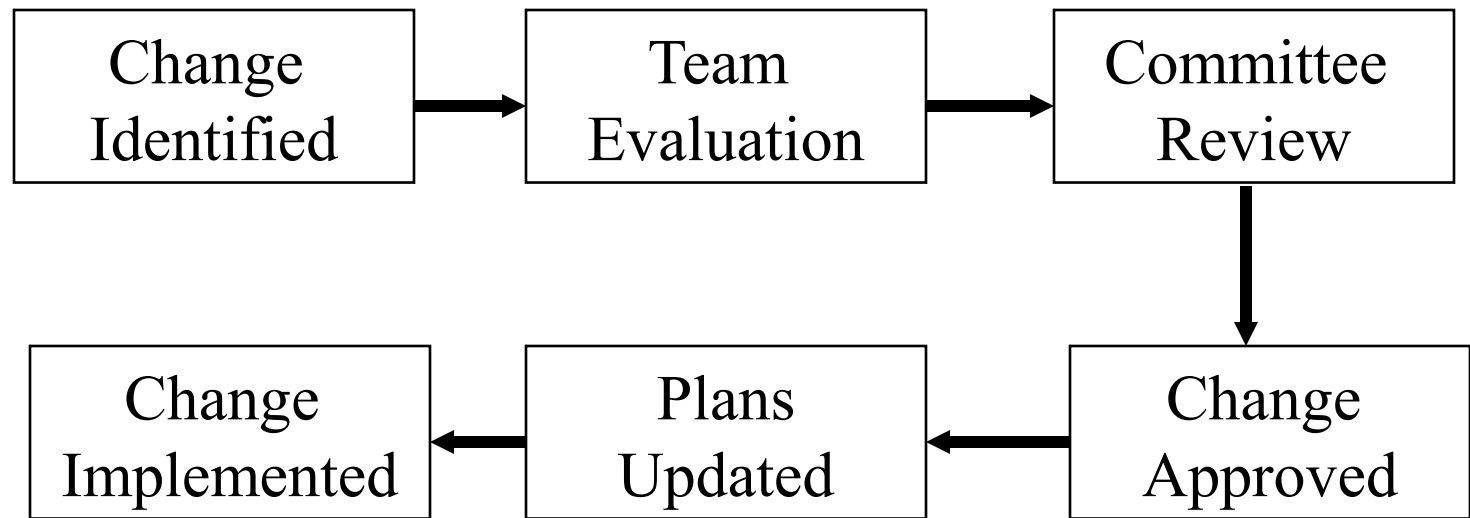 Change
Identified
Team
Evaluation
Committee
Review
Change
Approved
Plans
Updated
Change
Implemented